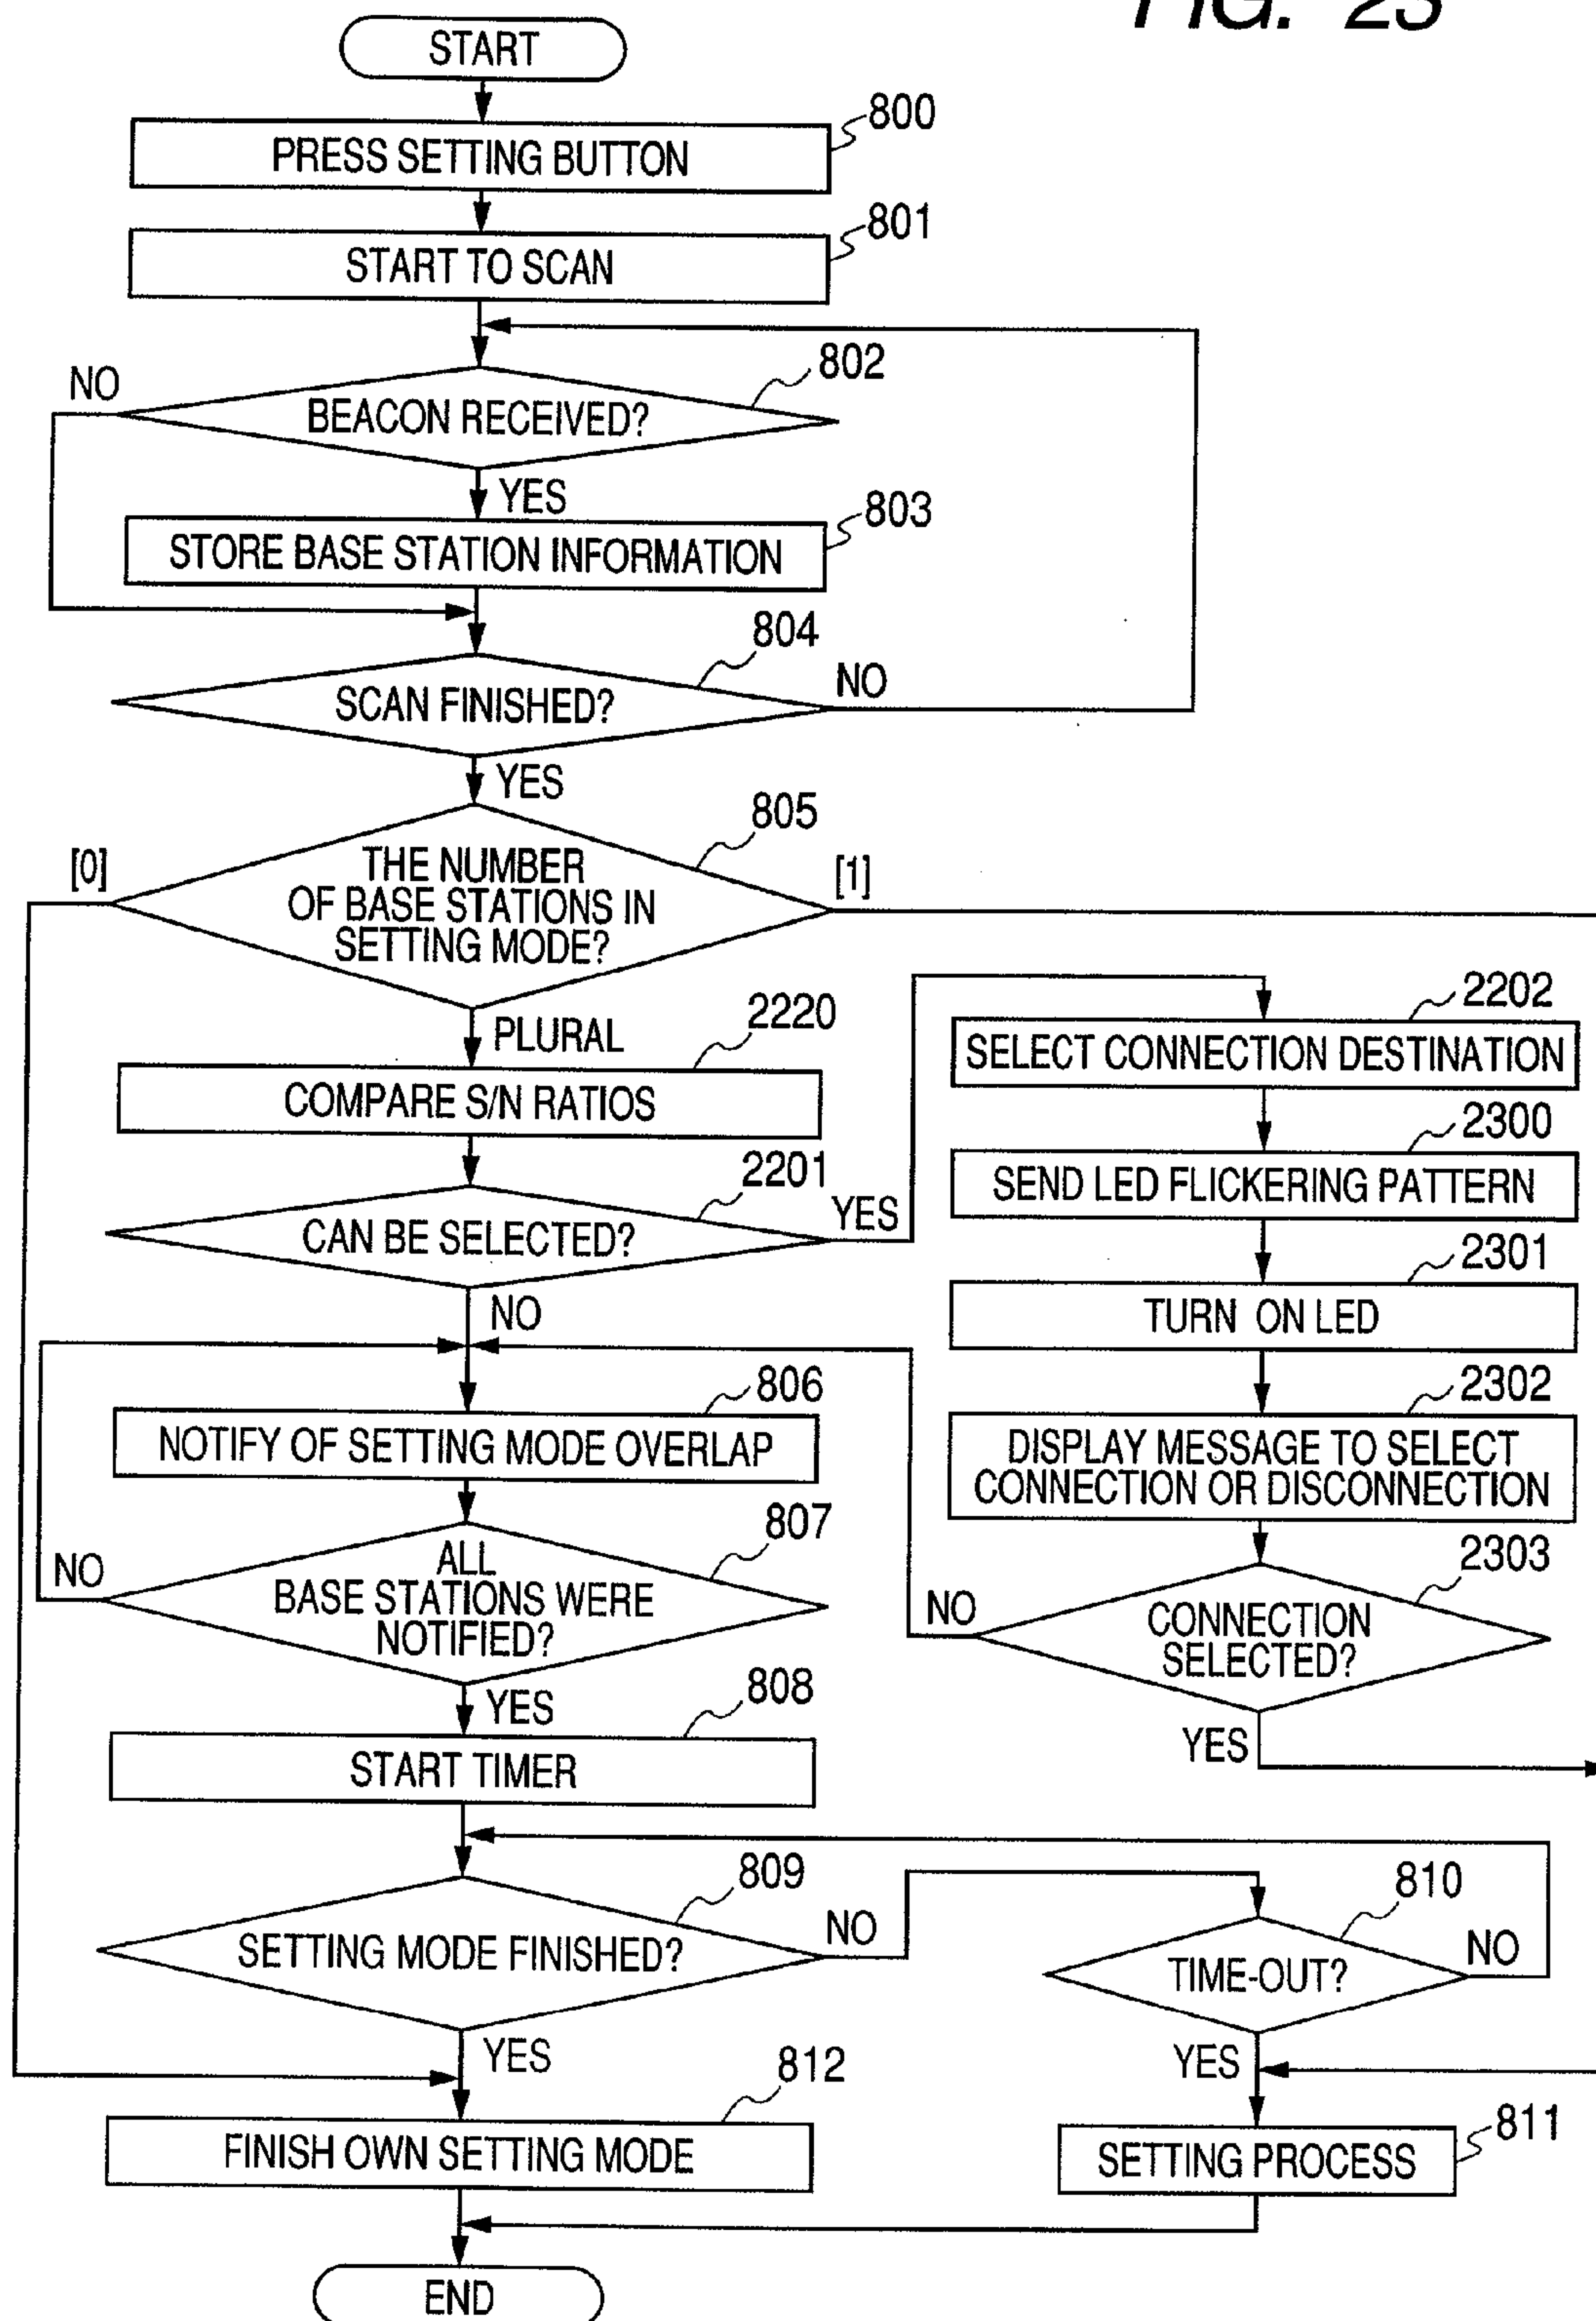 FIG. 23
START
800
PRESS SETTING BUTTON
801
START TO SCAN
802
NO
BEACON RECEIVED?
YES
803
STORE BASE STATION INFORMATION
804
SCAN FINISHED?
NO
YES
805
[0]
THE NUMBER
OF BASE STATIONS IN
SETTING MODE?
[1]
PLURAL
2220
COMPARE S/N RATIOS
2201
CAN BE SELECTED?
YES
NO
2202
SELECT CONNECTION DESTINATION
2300
SEND LED FLICKERING PATTERN
2301
TURN ON LED
2302
DISPLAY MESSAGE TO SELECT
CONNECTION OR DISCONNECTION
2303
CONNECTION
SELECTED?
NO
YES
806
NOTIFY OF SETTING MODE OVERLAP
807
ALL
BASE STATIONS WERE
NOTIFIED?
NO
YES
808
START TIMER
809
SETTING MODE FINISHED?
NO
YES
810
TIME-OUT?
NO
YES
812
FINISH OWN SETTING MODE
811
SETTING PROCESS
END